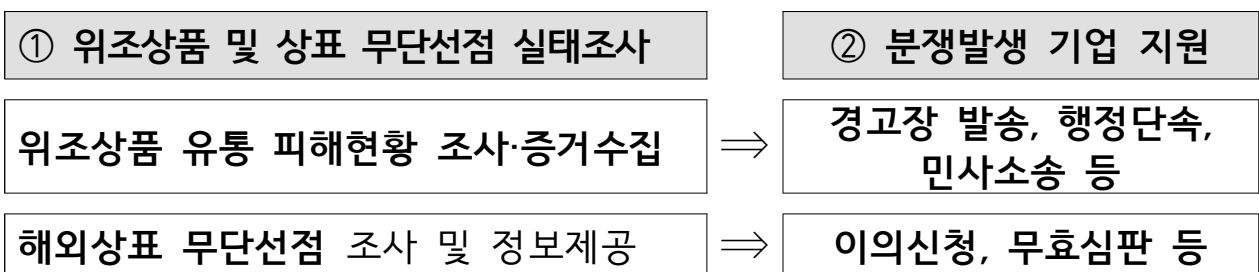 ① 위조상품 및 상표 무단선점 실태조사
② 분쟁발생 기업 지원
위조상품 유통 피해현황 조사·증거수집
⇒
경고장 발송, 행정단속,
민사소송 등
해외상표 무단선점 조사 및 정보제공
⇒
이의신청, 무효심판 등